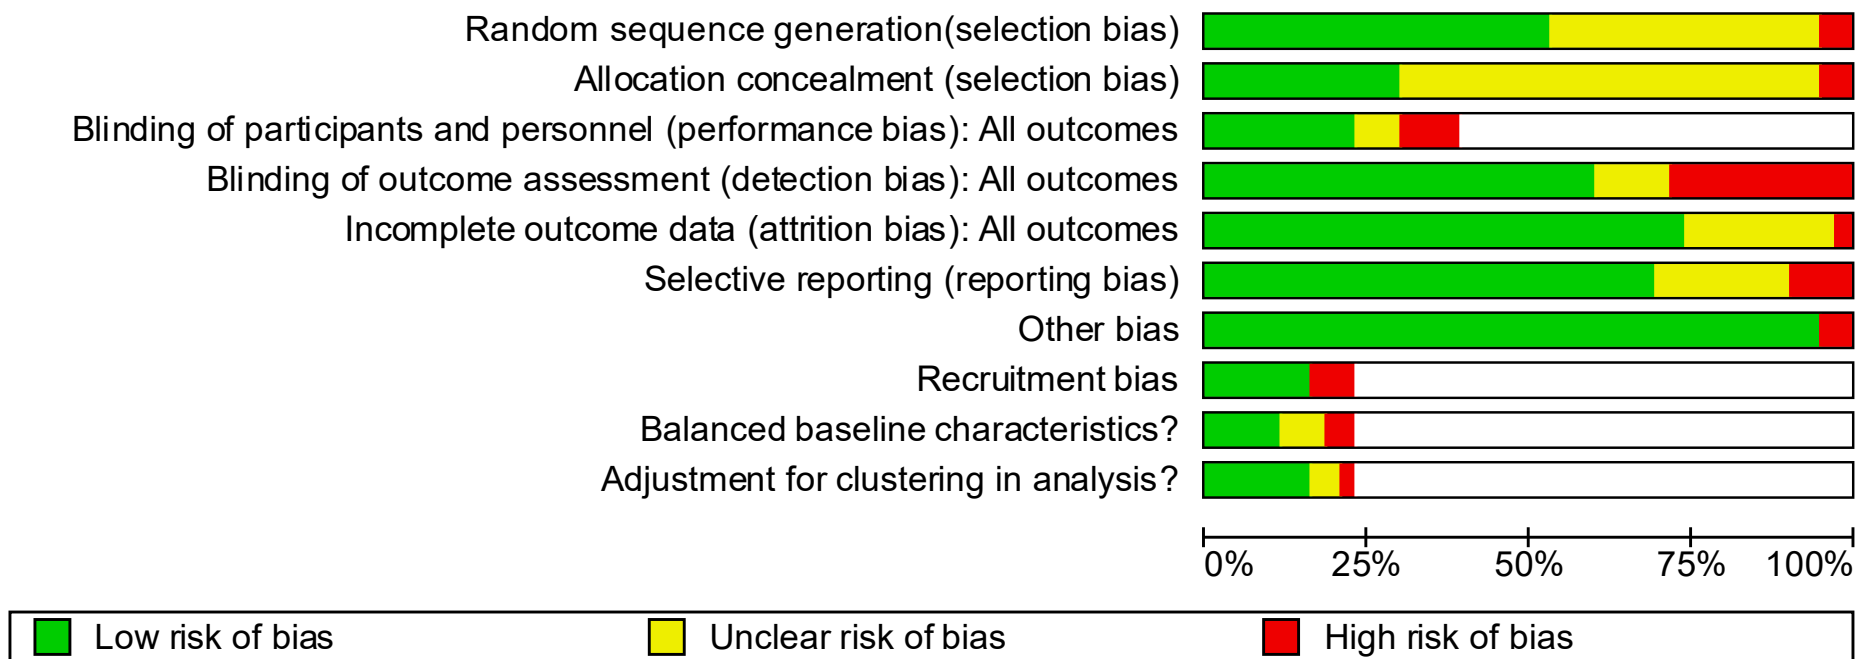 Random sequence generation(selection bias)
Allocation concealment (selection bias)
Blinding of participants and personnel (performance bias): All outcomes
Blinding of outcome assessment (detection bias): All outcomes
Incomplete outcome data (attrition bias): All outcomes
Selective reporting (reporting bias)
Other bias
Recruitment bias
Balanced baseline characteristics?
Adjustment for clustering in analysis?
0% 25% 50% 75% 100%
Low risk of bias Unclear risk of bias High risk of bias